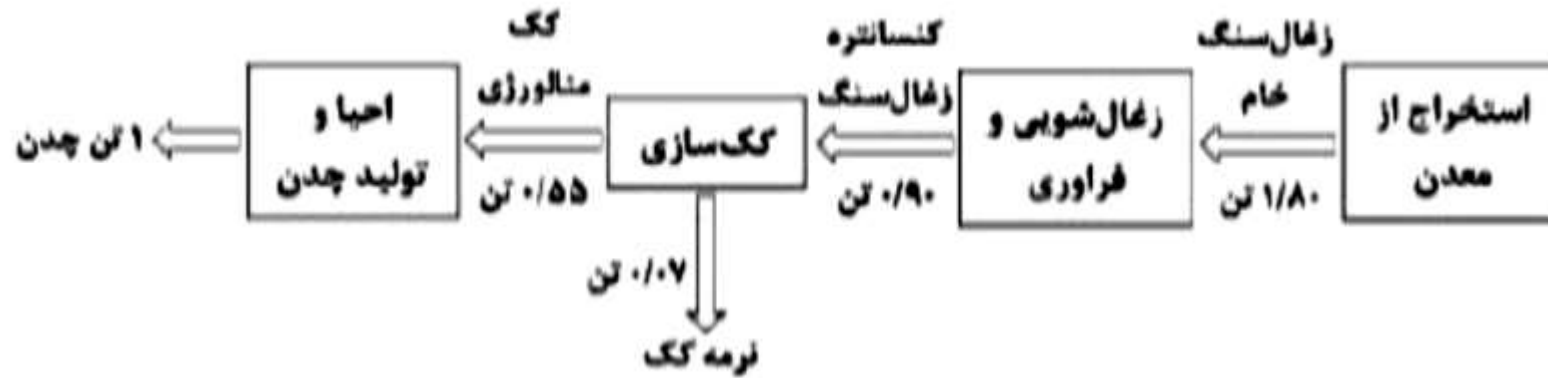 استخراج از
معدن
زغال‌سنگ
خام
۱/۸۰ تن
زغال‌شویی و
فراوری
کنسانتره
زغال‌سنگ
۰/۹۰ تن
کک‌سازی
۰/۰۷ تن
نرمه کک
کک
متالورژی
۰/۵۵ تن
احیا و
تولید چدن
۱ تن چدن